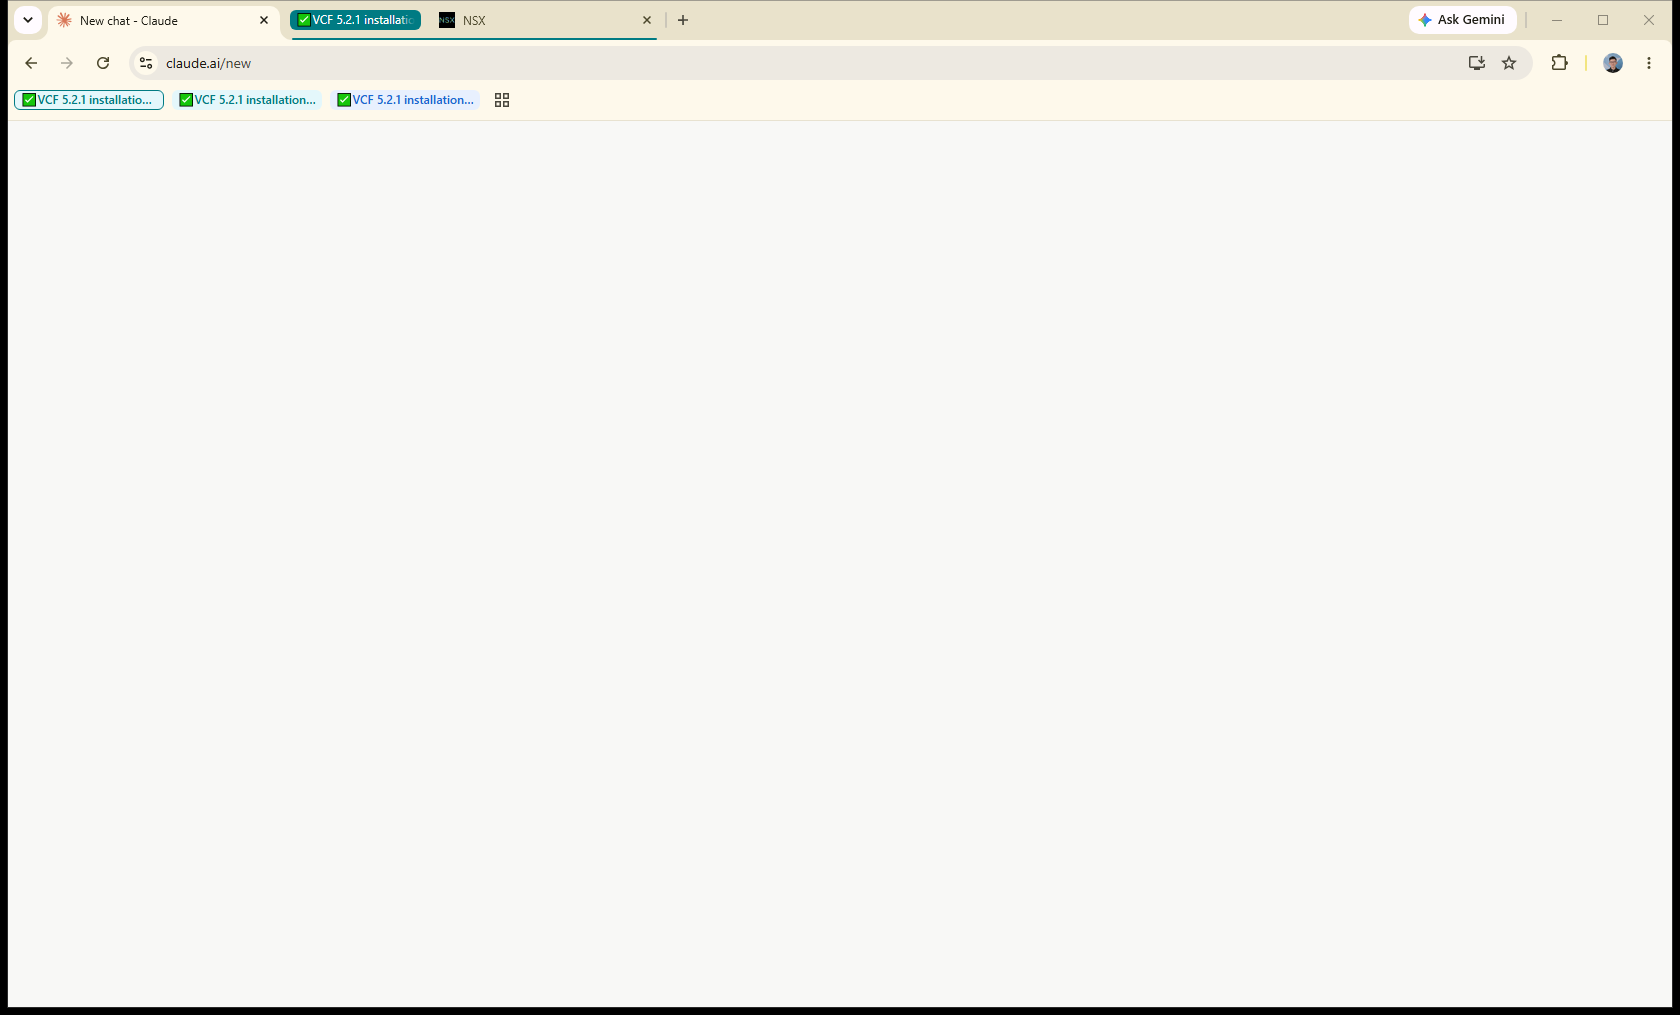 New chat - Claude
✅VCF 5.2.1 installatio
NSX
Ask Gemini
claude.ai/new
✅VCF 5.2.1 installatio...
✅VCF 5.2.1 installation...
✅VCF 5.2.1 installation...